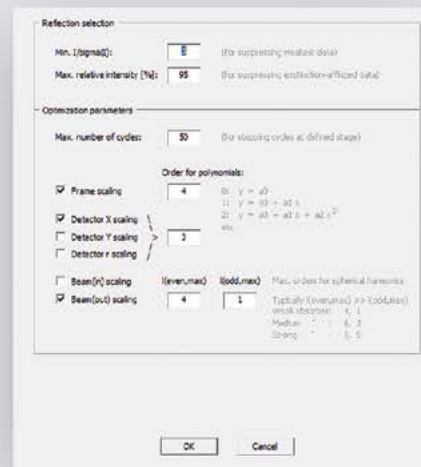 Reflection selection
Min. I/sigma(I): (for suppressing weakest data)
Max. relative intensity [%]: 95 (for suppressing extinction-afflicted data)
Optimization parameters
Max. number of cycles: 50 (for stopping cycles at defined stage)
Order for polynomials:
Frame scaling 4 0: y = a0
1: y = a0 + a1 x
Detector X scaling 2: y = a0 + a1 x + a2 x²
Detector Y scaling > etc
Detector r scaling
Beam(in) scaling l(even,max) l(odd,max) Max. orders for spherical harmonics
Beam(out) scaling 4 1 Typically l(even,max) >> l(odd,max)
Weak absorber: 4, 1
Medium " :
Strong " :
OK Cancel